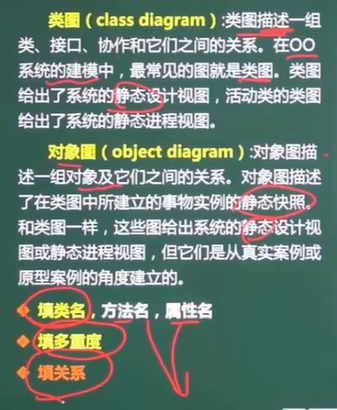 类图（class diagram）:类图描述一组
类、接口、协作和它们之间的关系。在OO
系统的建模中，最常见的图就是类图。类图
给出了系统的静态设计视图，活动类的类图
给出了系统的静态进程视图。
对象图（object diagram）:对象图描
述一组对象及它们之间的关系。对象图描述
了在类图中所建立的事物实例的静态快照。
和类图一样，这些图给出系统的静态设计视
图或静态进程视图，但它们是从真实案例或
原型案例的角度建立的。
填类名，方法名，属性名
填多重度
填关系